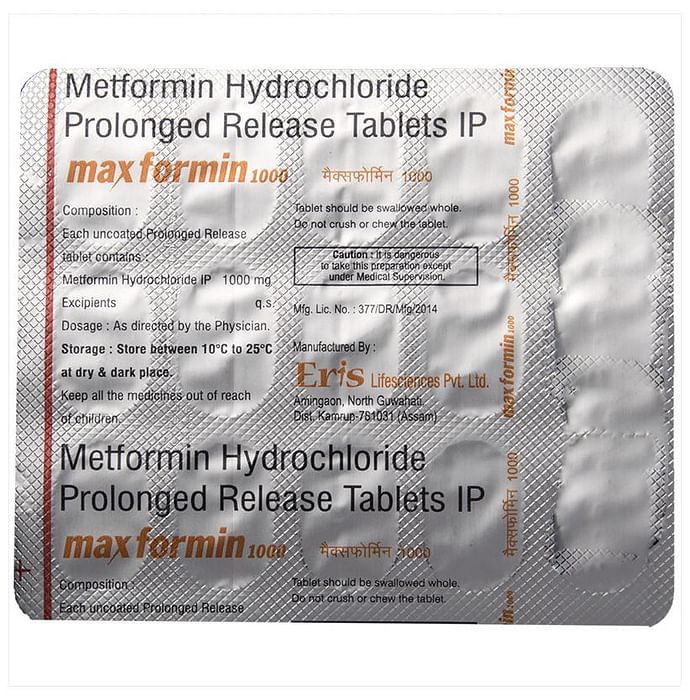 Metformin Hydrochloride
Prolonged Release Tablets IP
maxformin 1000
मैक्सफोर्मिन 1000
Composition :
Each uncoated Prolonged Release
tablet contains :
Metformin Hydrochloride IP 1000 mg
Excipients q.s.
Dosage : As directed by the Physician.
Storage : Store between 10°C to 25°C
at dry & dark place.
Keep all the medicines out of reach
of children.
Tablet should be swallowed whole.
Do not crush or chew the tablet.
Caution : It is dangerous
to take this preparation except
under Medical Supervision.
Mfg. Lic. No. : 377/DR/Mfg/2014
Manufactured By :
Eris Lifesciences Pvt. Ltd.
Amingaon, North Guwahati.
Dist. Kamrup-781031 (Assam)
Metformin Hydrochloride
Prolonged Release Tablets IP
maxformin 1000
मैक्सफोर्मिन 1000
Composition :
Each uncoated Prolonged Release
Tablet should be swallowed whole.
Do not crush or chew the tablet.
maxformin
मैक्सफोर्मिन 1000
maxformin 1000
मैक्सफोर्मिन 1000
in 1000